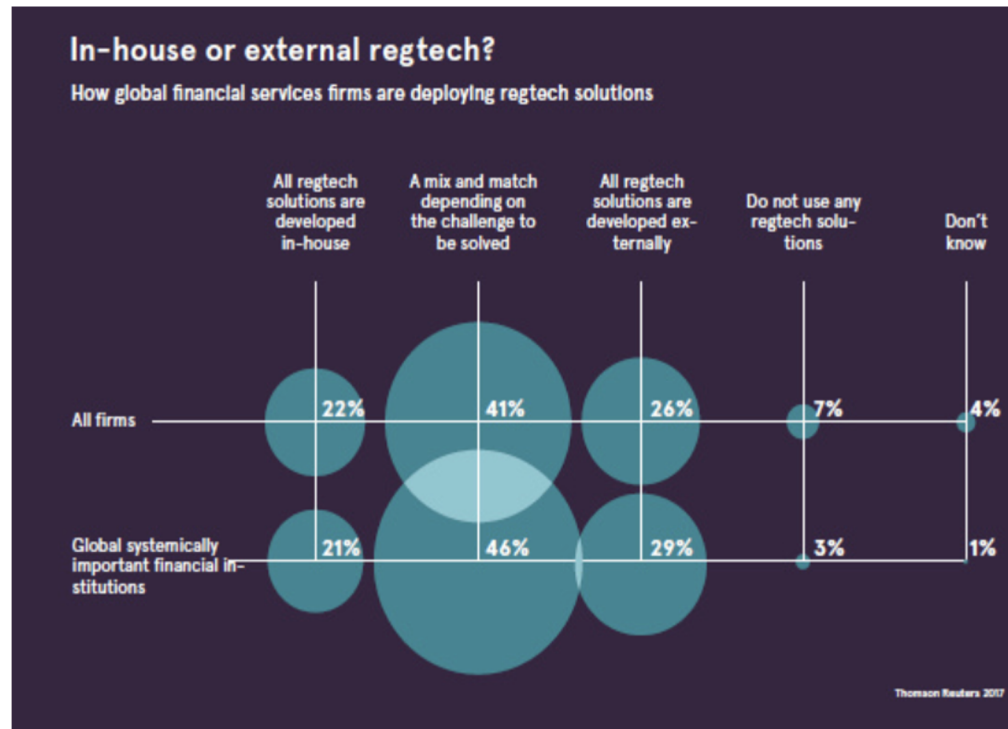 In-house or external regtech?
How global financial services firms are deploying regtech solutions
All regtech
solutions are
developed
in-house
A mix and match
depending on
the challenge to
be solved
All regtech
solutions are
developed ex-
ternally
Do not use any
regtech solu-
tions
Don't
know
All firms
22%
41%
26%
7%
4%
Global systemically
important financial in-
stitutions
21%
46%
29%
3%
1%
Thomson Reuters 2017